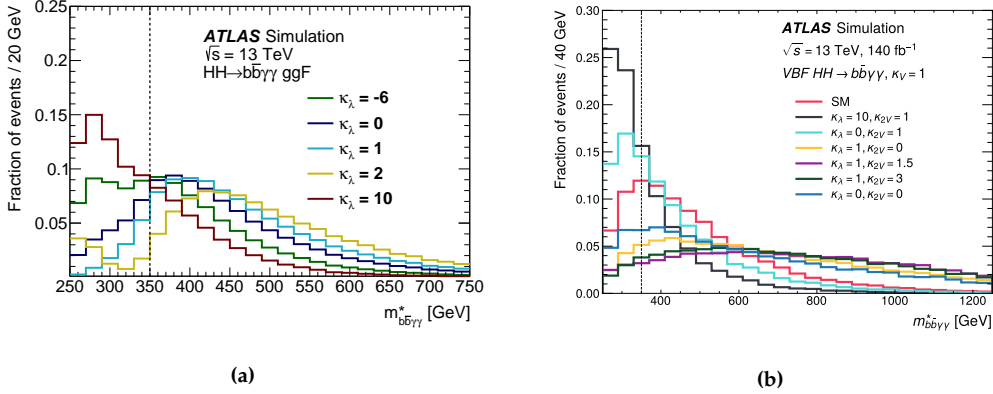 Fraction of events / 20 GeV
0.25
0.2
0.15
0.1
0.05
ATLAS Simulation
√s = 13 TeV
HH→bb̄γγ ggF
κλ = -6
κλ = 0
κλ = 1
κλ = 2
κλ = 10
250 300 350 400 450 500 550 600 650 700 750
m*bb̄γγ [GeV]
(a)
Fraction of events / 40 GeV
0.30
0.25
0.20
0.15
0.10
0.05
0.00
ATLAS Simulation
√s = 13 TeV, 140 fb⁻¹
VBF HH→bb̄γγ, κV = 1
SM
κλ = 10, κ2V = 1
κλ = 0, κ2V = 1
κλ = 1, κ2V = 0
κλ = 1, κ2V = 1.5
κλ = 1, κ2V = 3
κλ = 0, κ2V = 0
400 600 800 1000 1200
m*bb̄γγ [GeV]
(b)